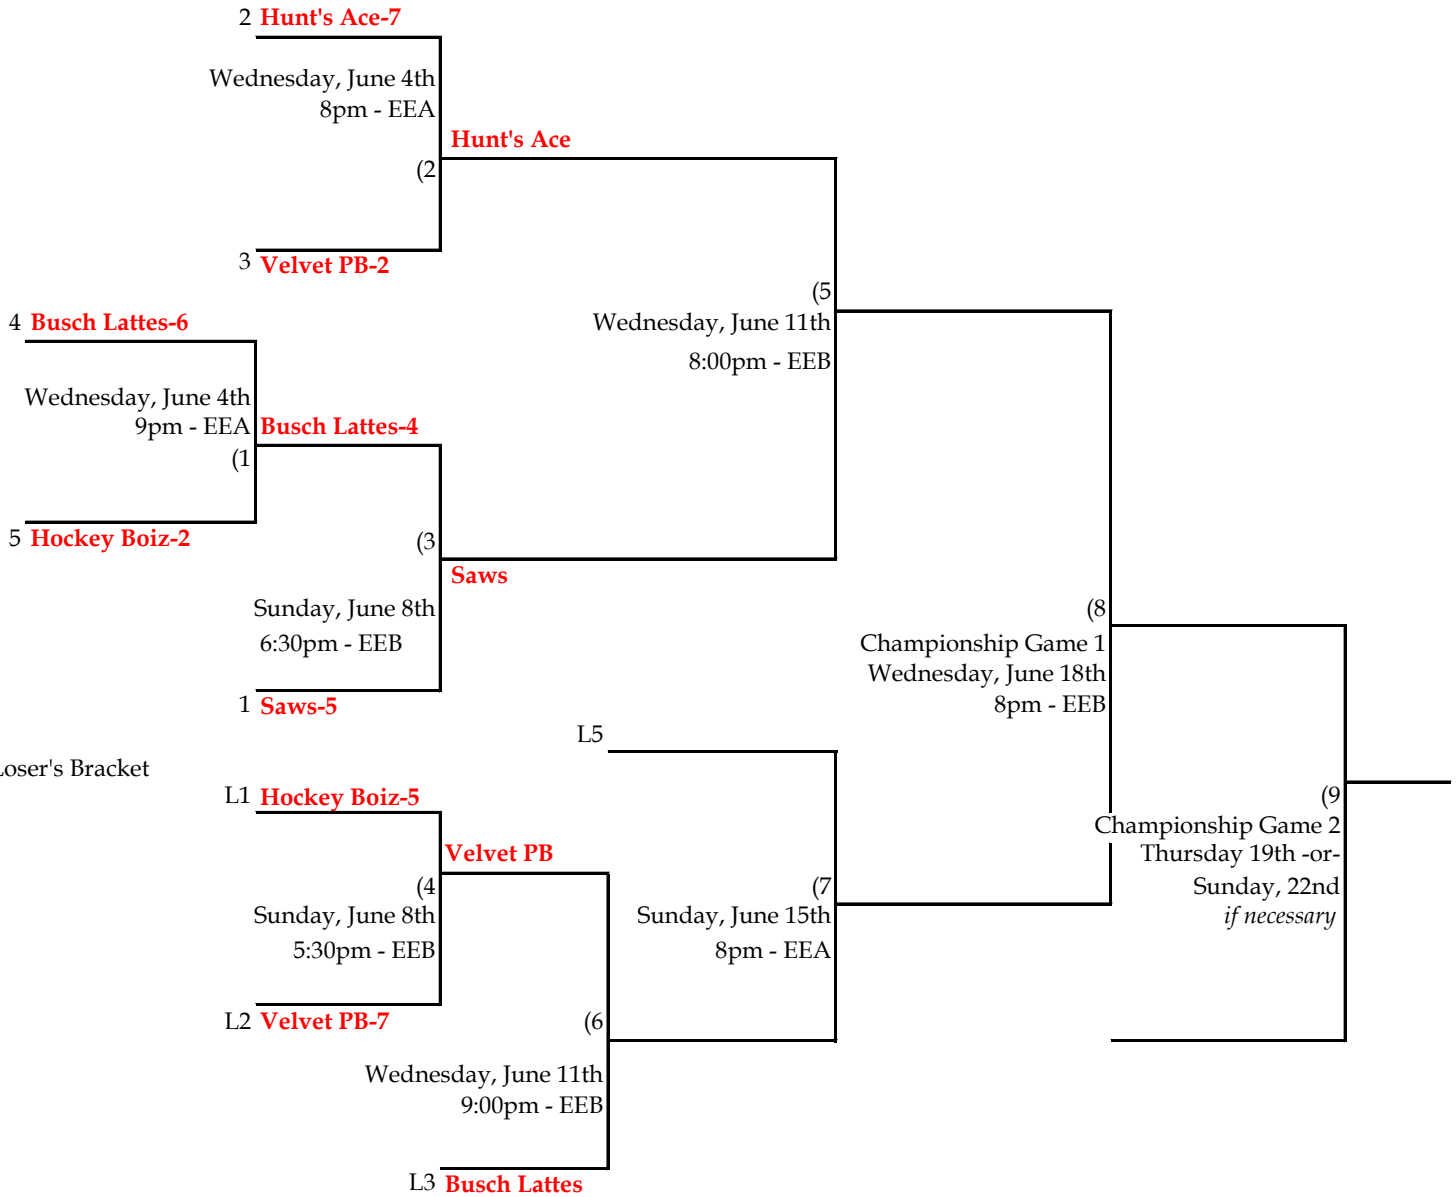 2 Hunt's Ace-7
Wednesday, June 4th
8pm - EEA
Hunt's Ace
(2
3 Velvet PB-2
(5
Wednesday, June 11th
8:00pm - EEB
4 Busch Lattes-6
Wednesday, June 4th
9pm - EEA
Busch Lattes-4
(1
5 Hockey Boiz-2
(3
Saws
Sunday, June 8th
6:30pm - EEB
1 Saws-5
(8
Championship Game 1
Wednesday, June 18th
8pm - EEB
L5
Loser's Bracket
L1 Hockey Boiz-5
Velvet PB
(4
Sunday, June 8th
5:30pm - EEB
L2 Velvet PB-7
(7
Sunday, June 15th
8pm - EEA
(9
Championship Game 2
Thursday 19th -or-
Sunday, 22nd
if necessary
(6
Wednesday, June 11th
9:00pm - EEB
L3 Busch Lattes